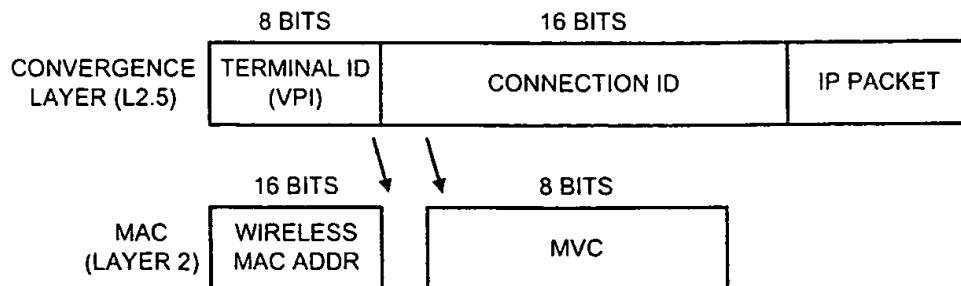 8 BITS 16 BITS
CONVERGENCE LAYER (L2.5)
TERMINAL ID (VPI)
CONNECTION ID
IP PACKET
16 BITS 8 BITS
MAC (LAYER 2)
WIRELESS MAC ADDR
MVC